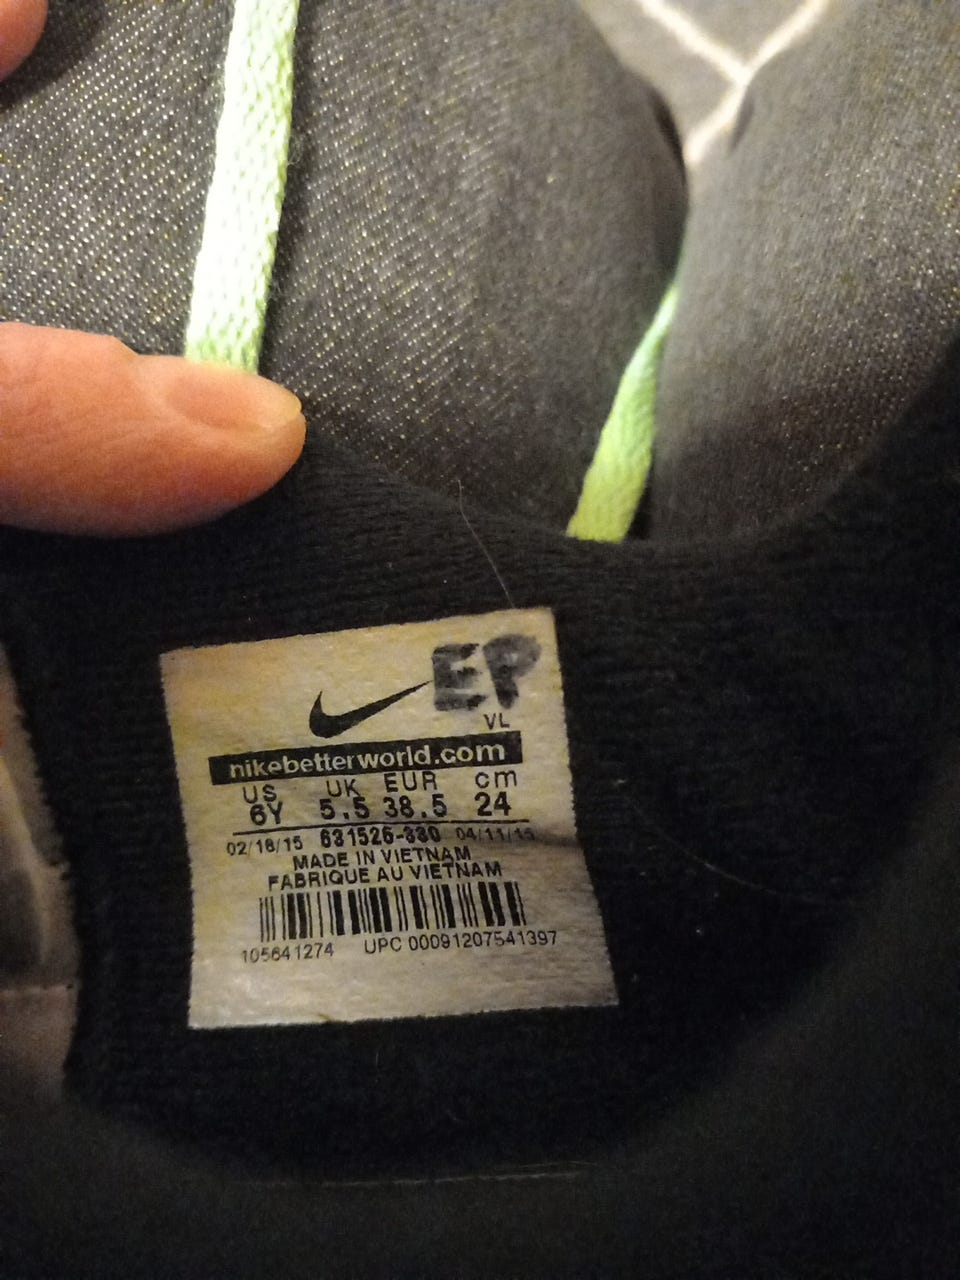 EP
VL
nikebetterworld.com
US UK EUR cm
6Y 5.5 38.5 24
02/18/15 631526-330 04/11/15
MADE IN VIETNAM
FABRIQUE AU VIETNAM
105641274 UPC 00091207541397